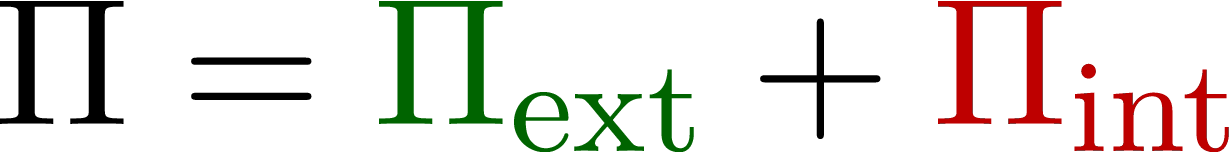 Π = Π_ext + Π_int